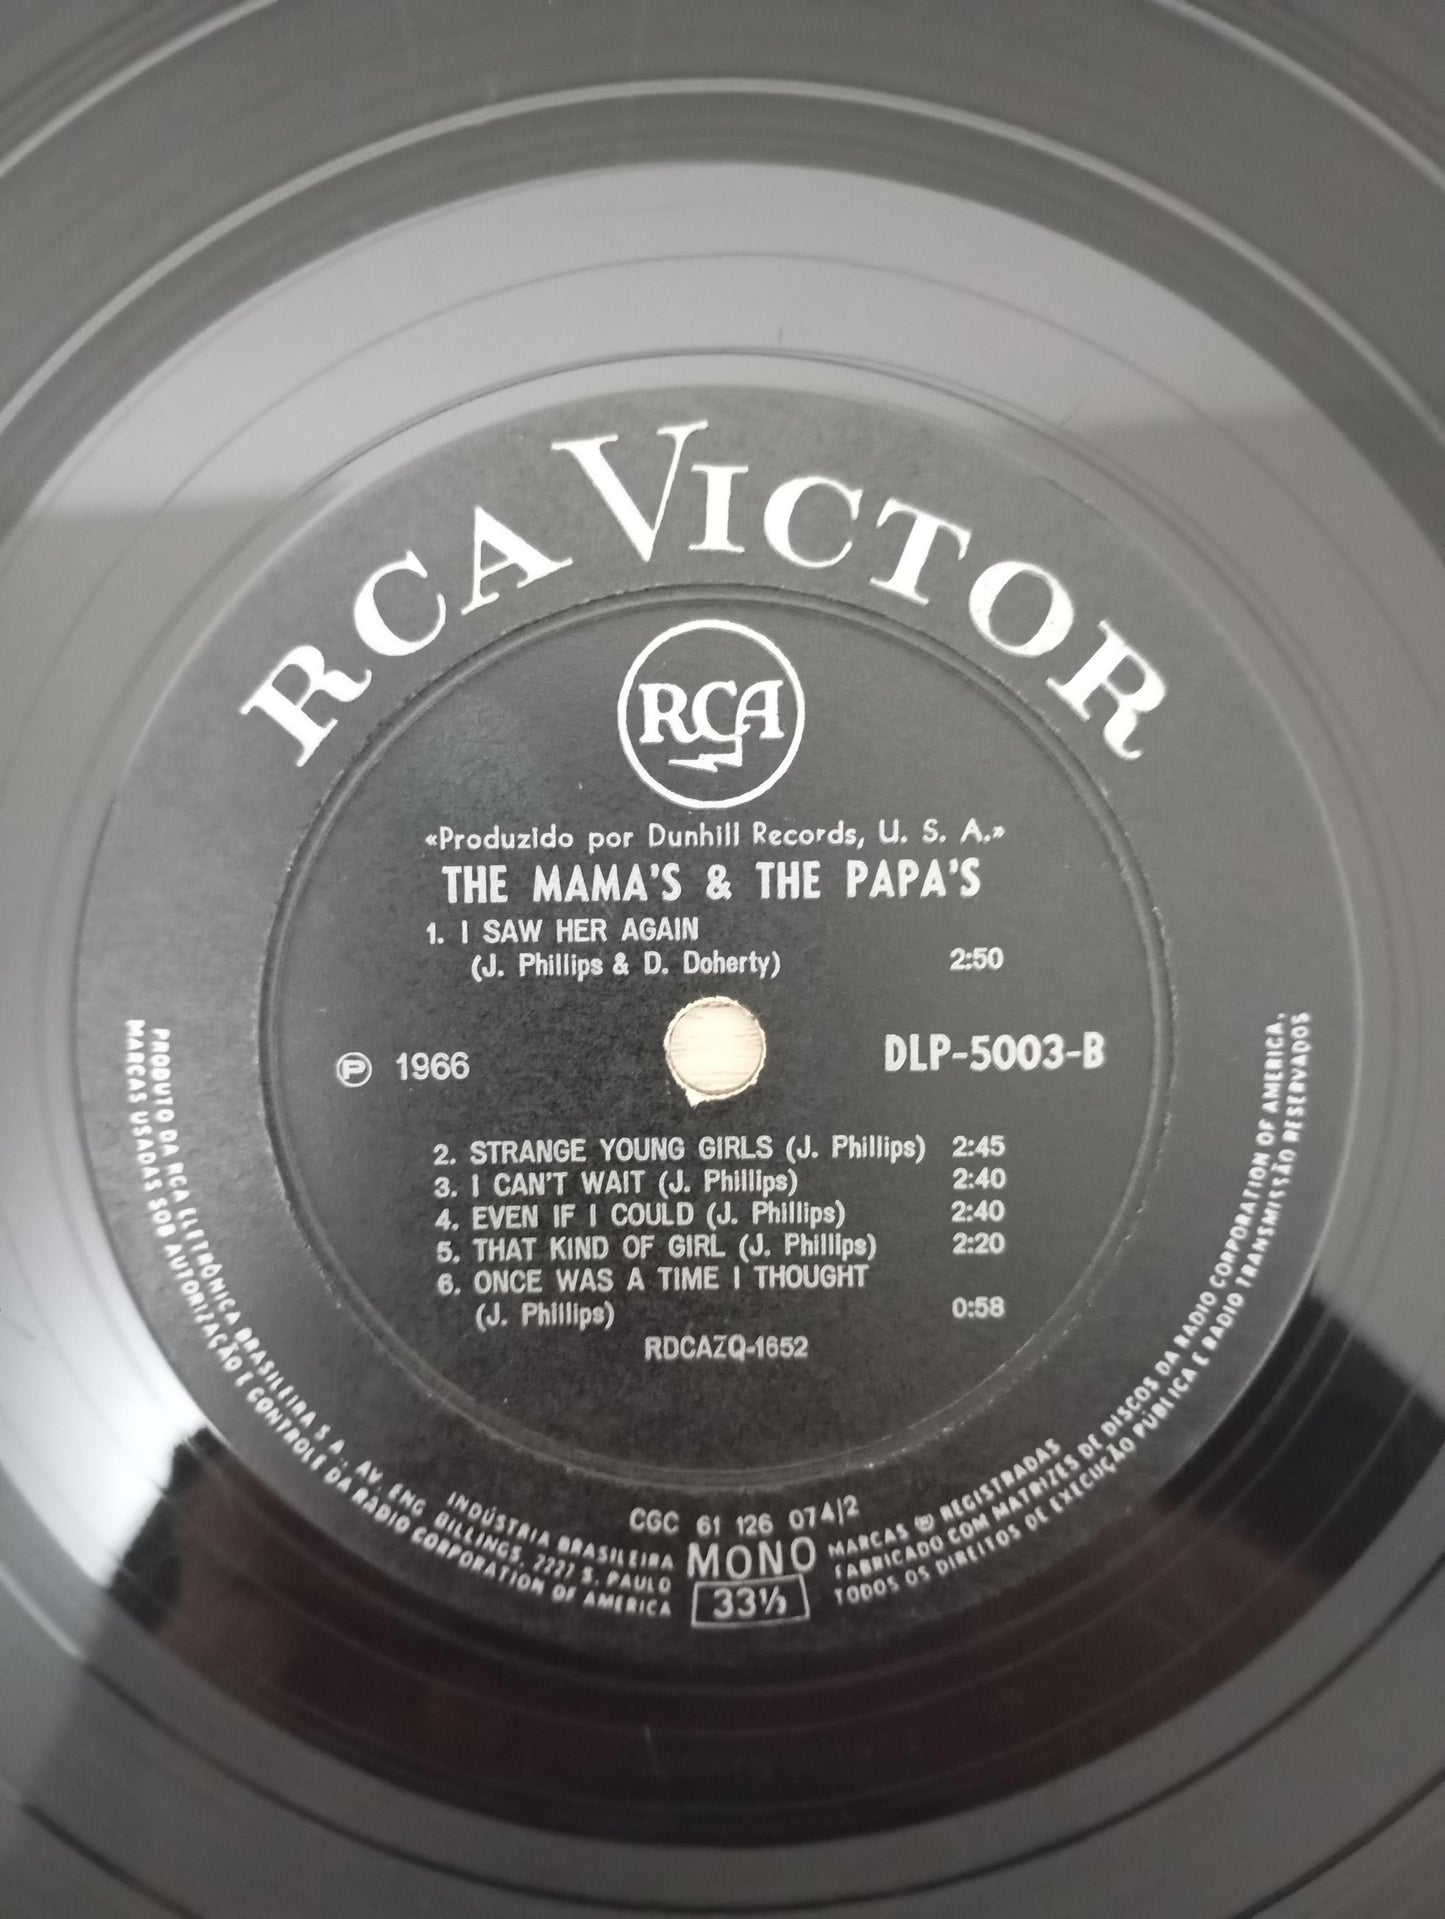 RCA VICTOR
RCA
«Produzido por Dunhill Records, U. S. A.»
THE MAMA'S & THE PAPA'S
1. I SAW HER AGAIN
(J. Phillips & D. Doherty) 2:50
℗ 1966
DLP-5003-B
2. STRANGE YOUNG GIRLS (J. Phillips) 2:45
3. I CAN'T WAIT (J. Phillips) 2:40
4. EVEN IF I COULD (J. Phillips) 2:40
5. THAT KIND OF GIRL (J. Phillips) 2:20
6. ONCE WAS A TIME I THOUGHT
(J. Phillips) 0:58
RDCAZQ-1652
CGC 61 126 074/2
INDÚSTRIA BRASILEIRA
PRODUTO DA RCA ELETRÔNICA BRASILEIRA S A., AV. ENG BILLINGS, 2227 S. PAULO
MARCAS USADAS SOB AUTORIZAÇÃO E CONTROLE DA RADIO CORPORATION OF AMERICA
MONO
33⅓
MARCAS ® REGISTRADAS
FABRICADO COM MATRIZES DE DISCOS DA RADIO CORPORATION OF AMERICA.
TODOS OS DIREITOS DE EXECUÇÃO PÚBLICA E RADIO TRANSMISSÃO RESERVADOS